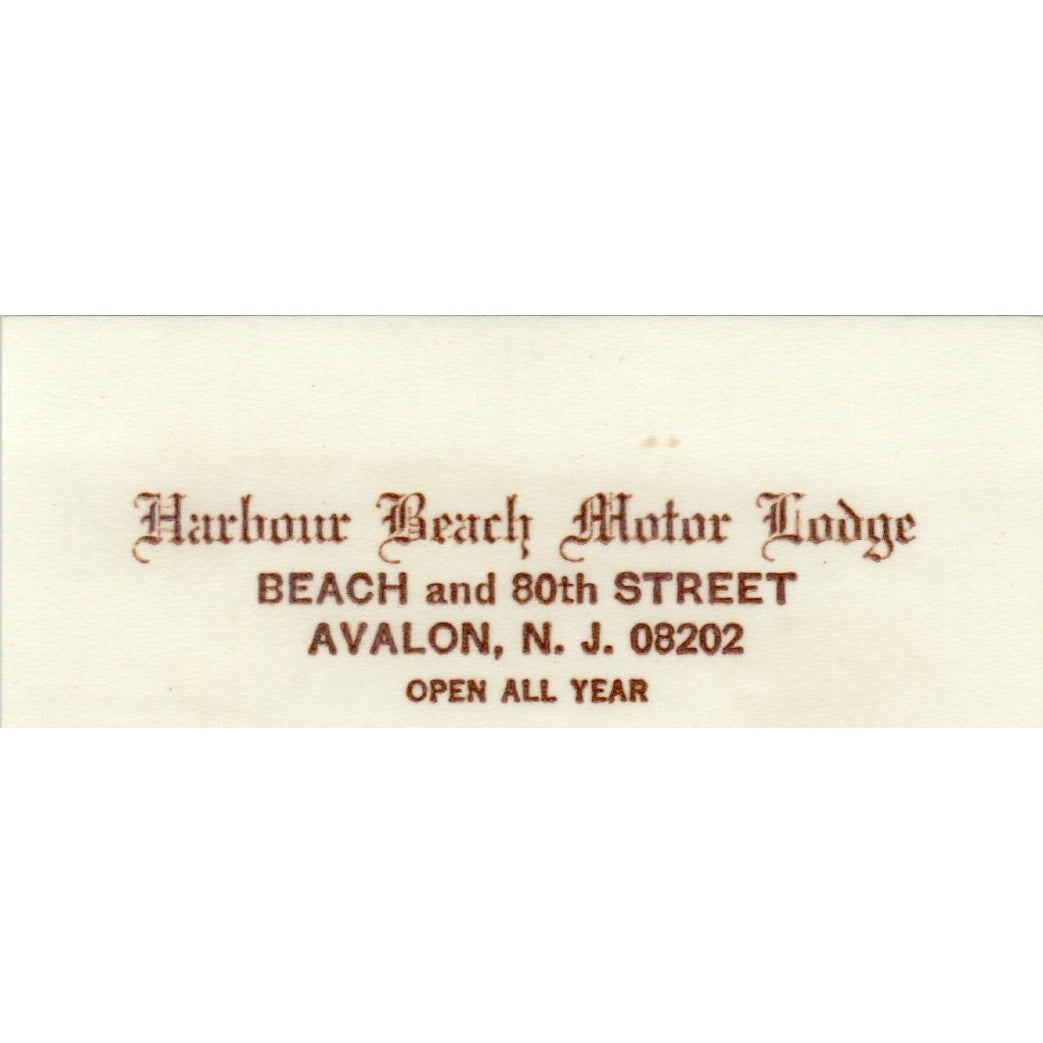 Harbour Beach Motor Lodge
BEACH and 80th STREET
AVALON, N. J. 08202
OPEN ALL YEAR